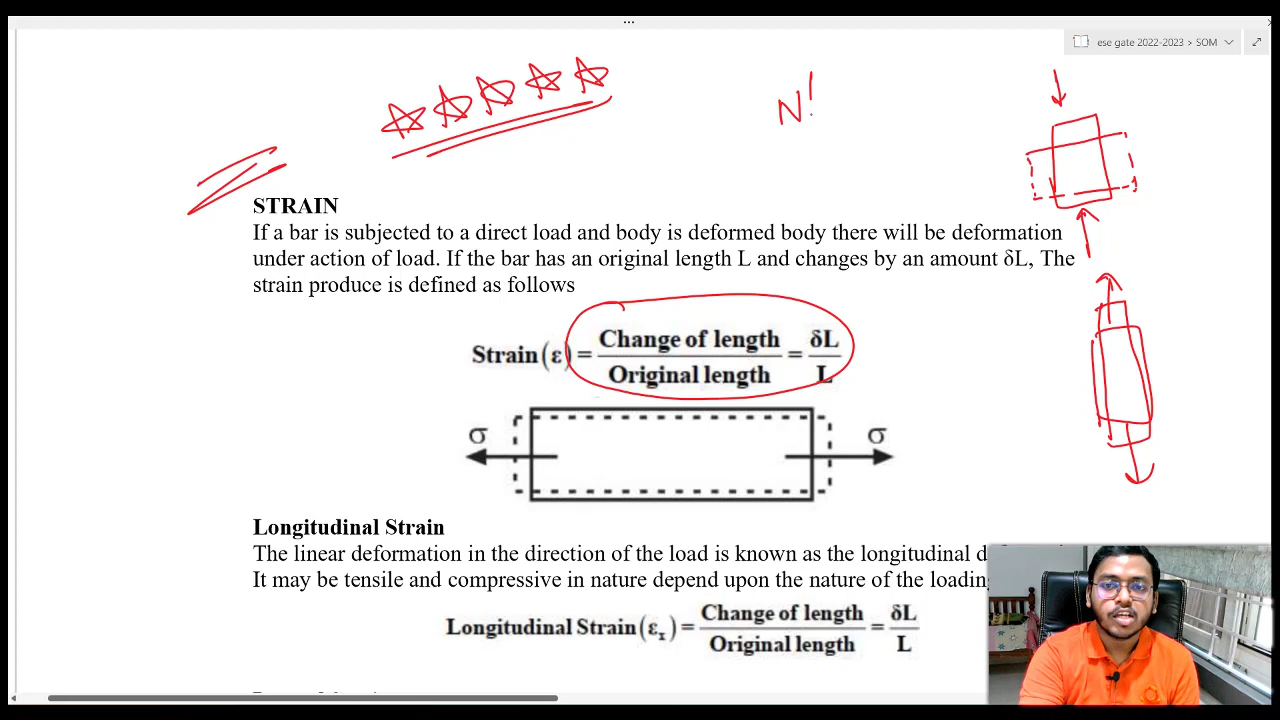 ...
ese gate 2022-2023 > SOM
N
STRAIN
If a bar is subjected to a direct load and body is deformed body there will be deformation
under action of load. If the bar has an original length L and changes by an amount δL, The
strain produce is defined as follows
Strain(ε) = Change of length / Original length = δL / L
σ σ
Longitudinal Strain
The linear deformation in the direction of the load is known as the longitudinal d
It may be tensile and compressive in nature depend upon the nature of the loading
Longitudinal Strain(εx) = Change of length / Original length = δL / L